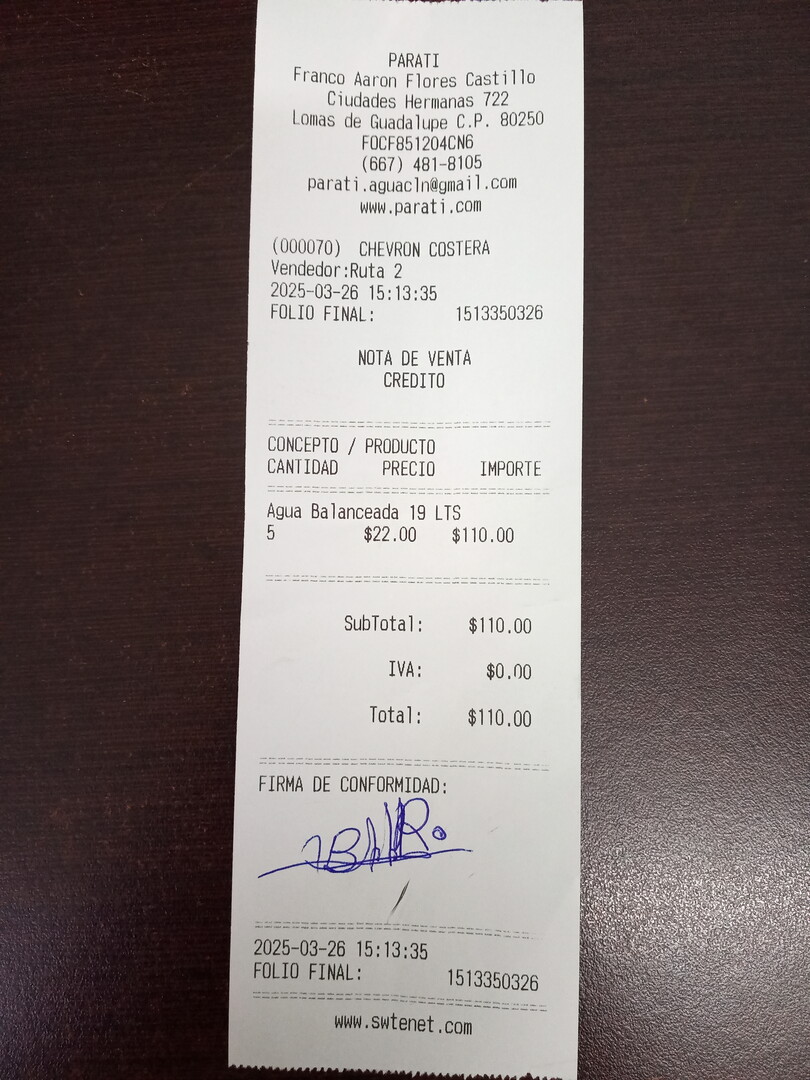 PARATI
Franco Aaron Flores Castillo
Ciudades Hermanas 722
Lomas de Guadalupe C.P. 80250
FOCF851204CN6
(667) 481-8105
parati.aguacln@gmail.com
www.parati.com
(000070) CHEVRON COSTERA
Vendedor:Ruta 2
2025-03-26 15:13:35
FOLIO FINAL: 1513350326
NOTA DE VENTA
CREDITO
CONCEPTO / PRODUCTO
CANTIDAD PRECIO IMPORTE
Agua Balanceada 19 LTS
5 $22.00 $110.00
SubTotal: $110.00
IVA: $0.00
Total: $110.00
FIRMA DE CONFORMIDAD:
2025-03-26 15:13:35
FOLIO FINAL: 1513350326
www.swtenet.com